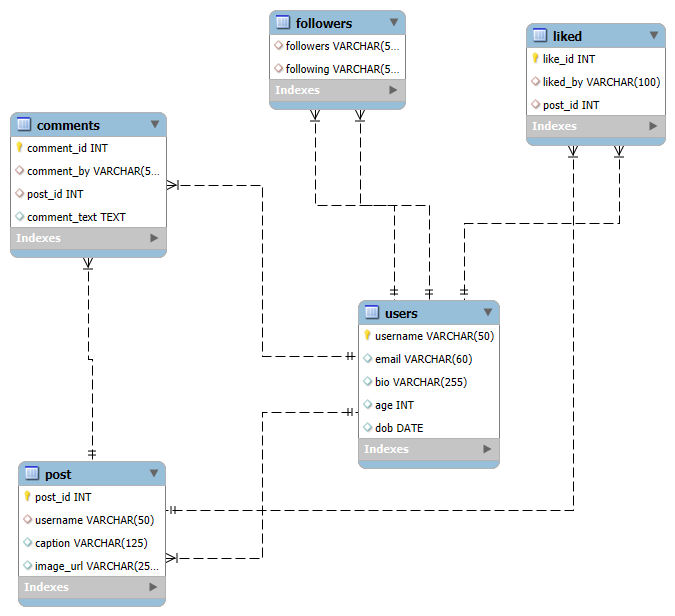 followers
followers VARCHAR(5...
following VARCHAR(5...
Indexes
liked
like_id INT
liked_by VARCHAR(100)
post_id INT
Indexes
comments
comment_id INT
comment_by VARCHAR(5...
post_id INT
comment_text TEXT
Indexes
users
username VARCHAR(50)
email VARCHAR(60)
bio VARCHAR(255)
age INT
dob DATE
Indexes
post
post_id INT
username VARCHAR(50)
caption VARCHAR(125)
image_url VARCHAR(25...
Indexes